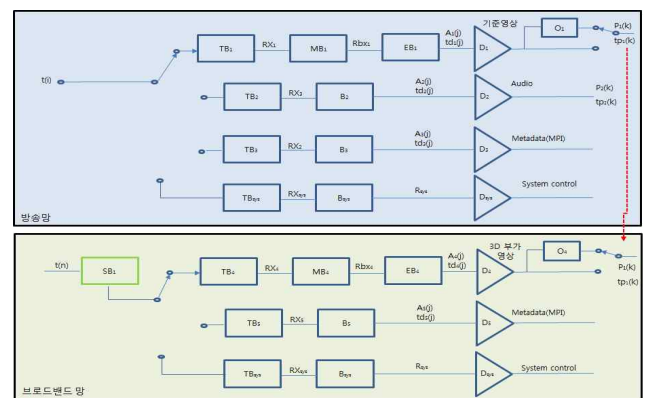 기준영상
t(i)
TB₁
RX₁
MB₁
Rbx₁
EB₁
A₁(j)
td₁(j)
D₁
O₁
P₁(k)
tp₁(k)
TB₂
RX₃
B₂
A₂(j)
td₂(j)
D₂
Audio
P₂(k)
tp₂(k)
TB₃
RX₂
B₃
A₃(j)
td₃(j)
D₃
Metadata(MPI)
TBsys
RXsys
Bsys
Rsys
Dsys
System control
방송망
t(n)
SB₁
TB₄
RX₄
MB₄
Rbx₄
EB₄
A₄(j)
td₄(j)
D₄
3D 부가
영상
O₄
P₁(k)
tp₁(k)
TB₅
RX₅
B₅
A₅(j)
td₅(j)
D₅
Metadata(MPI)
TBsys
RXsys
Bsys
Rsys
Dsys
System control
브로드밴드 망